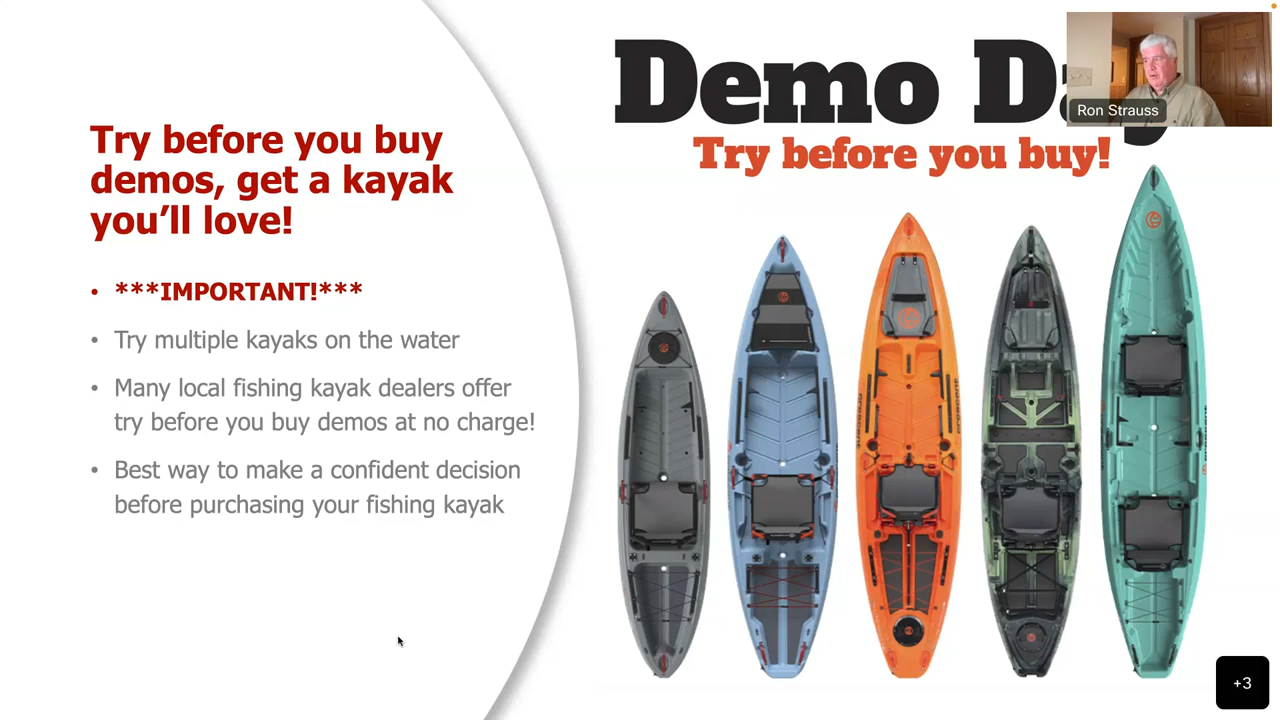 Try before you buy
demos, get a kayak
you'll love!
• ***IMPORTANT!***
• Try multiple kayaks on the water
• Many local fishing kayak dealers offer
try before you buy demos at no charge!
• Best way to make a confident decision
before purchasing your fishing kayak
Demo Day
Try before you buy!
Ron Strauss
+3